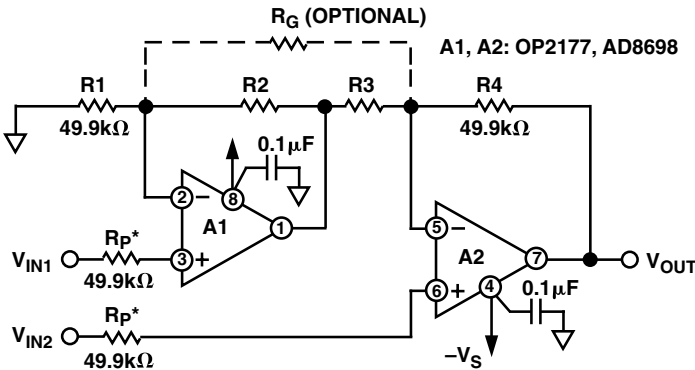 R_G (OPTIONAL)
A1, A2: OP2177, AD8698
R1
R2
R3
R4
49.9kΩ
49.9kΩ
0.1µF
2
−
8
A1
1
3
+
V_IN1
R_P*
49.9kΩ
5
−
A2
7
V_OUT
6
+
4
0.1µF
R_P*
V_IN2
49.9kΩ
−V_S